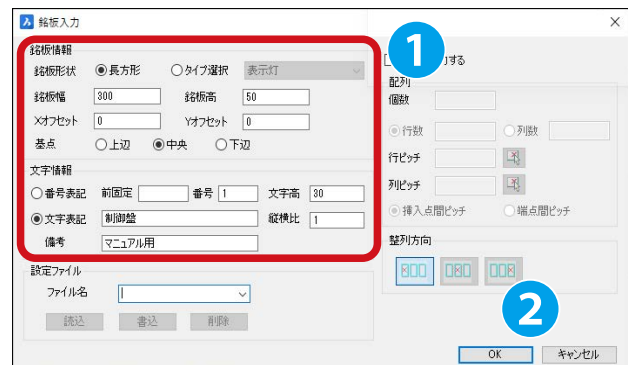 銘板入力
銘板情報
銘板形状 長方形 タイプ選択 表示灯
銘板幅 300 銘板高 50
Xオフセット 0 Yオフセット 0
基点 上辺 中央 下辺
文字情報
番号表記 前固定 番号 1 文字高 30
文字表記 制御盤 縦横比 1
備考 マニュアル用
設定ファイル
ファイル名
読込 書込 削除
1
する
配列
個数
行数 列数
行ピッチ
列ピッチ
挿入点間ピッチ 端点間ピッチ
整列方向
2
OK キャンセル